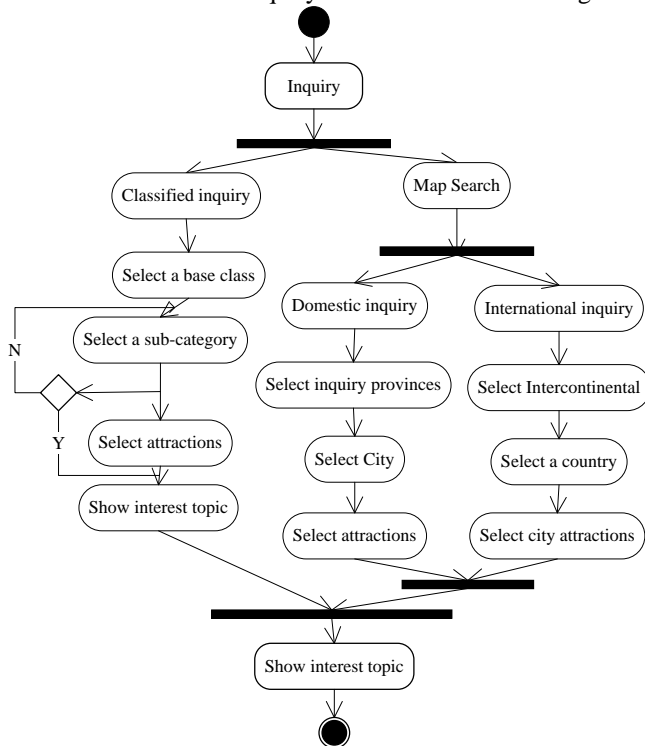 Inquiry
Classified inquiry
Map Search
Select a base class
Domestic inquiry
International inquiry
Select a sub-category
N
Select inquiry provinces
Select Intercontinental
Y
Select attractions
Select City
Select a country
Show interest topic
Select attractions
Select city attractions
Show interest topic